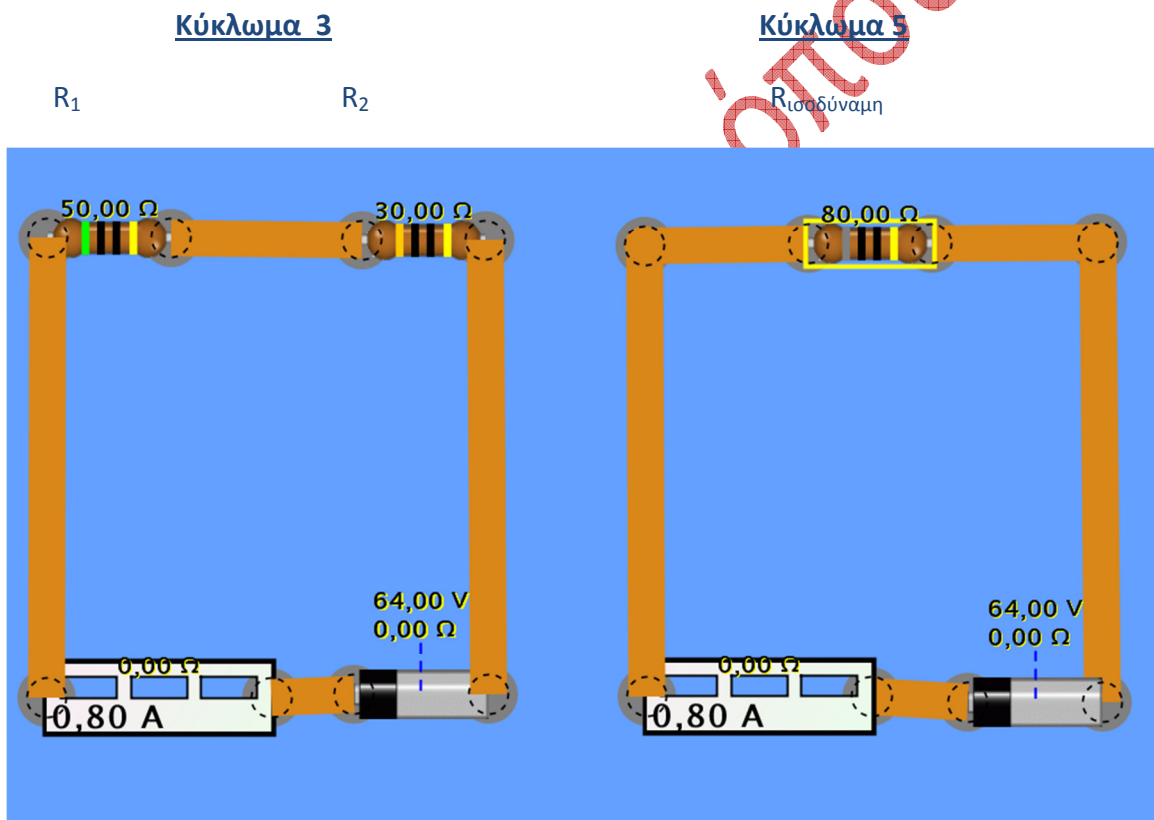 Κύκλωμα 3
R₁ R₂
50,00 Ω 30,00 Ω
64,00 V
0,00 Ω
0,00 Ω
0,80 A
Κύκλωμα 5
Rισοδύναμη
80,00 Ω
64,00 V
0,00 Ω
0,00 Ω
0,80 A